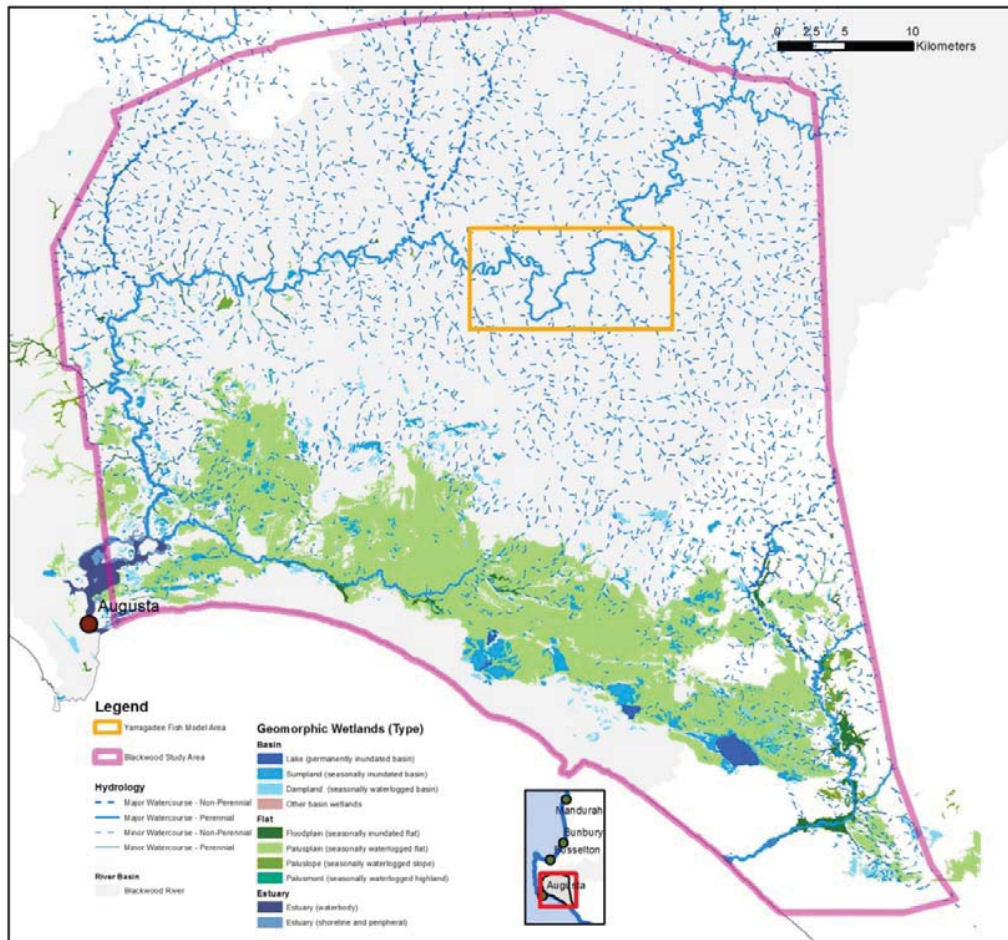 0 2.5 5 10
Kilometers
Augusta
Legend
Yarragadee Fish Model Area
Blackwood Study Area
Hydrology
Major Watercourse - Non-Perennial
Major Watercourse - Perennial
Minor Watercourse - Non-Perennial
Minor Watercourse - Perennial
River Basin
Blackwood River
Geomorphic Wetlands (Type)
Basin
Lake (permanently inundated basin)
Sumpland (seasonally inundated basin)
Dampland (seasonally waterlogged basin)
Other basin wetlands
Flat
Floodplain (seasonally inundated flat)
Palusplain (seasonally waterlogged flat)
Paluslope (seasonally waterlogged slope)
Palusmont (seasonally waterlogged highland)
Estuary
Estuary (waterbody)
Estuary (shoreline and peripheral)
Mandurah
Bunbury
Busselton
Augusta